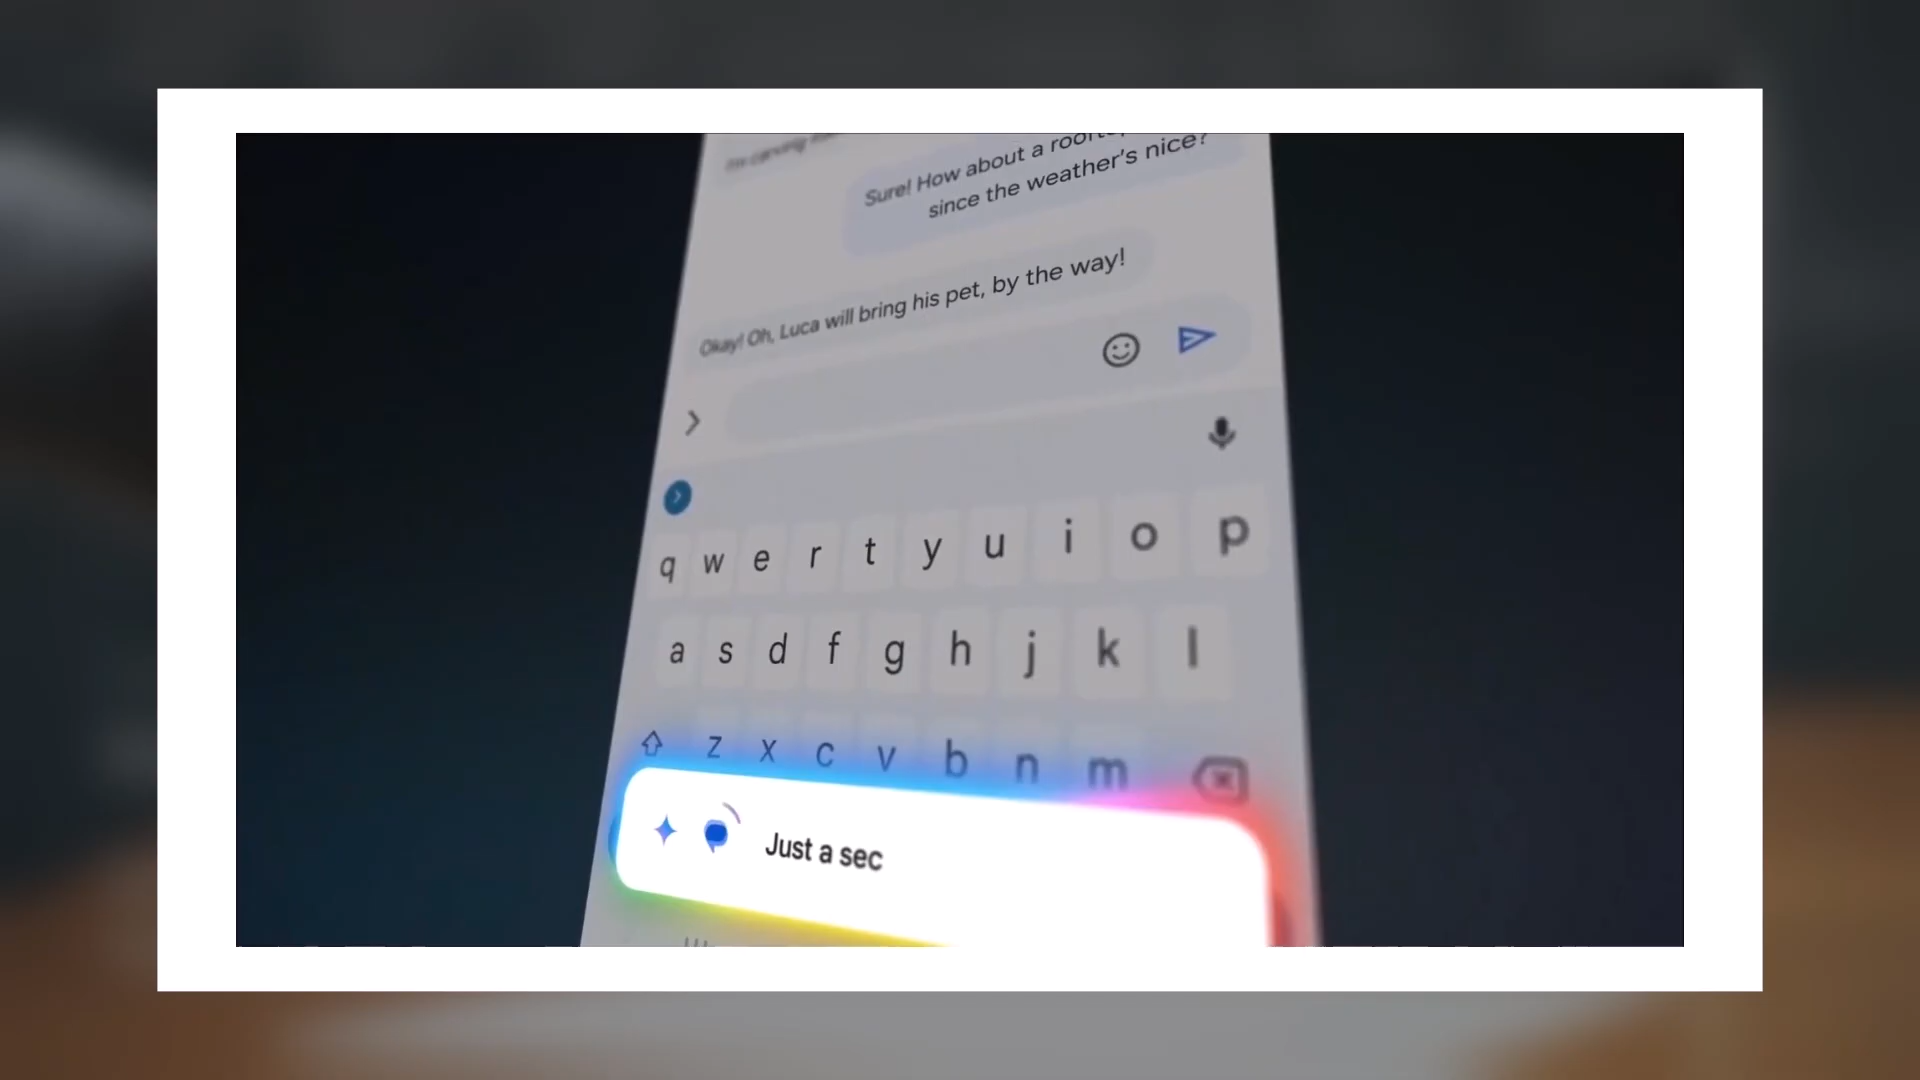 I'm carving
Sure! How about a
since the weather's nice?
Okay! Oh, Luca will bring his pet, by the way!
q w e r t y u i o p
a s d f g h j k l
z x c v b n m
Just a sec